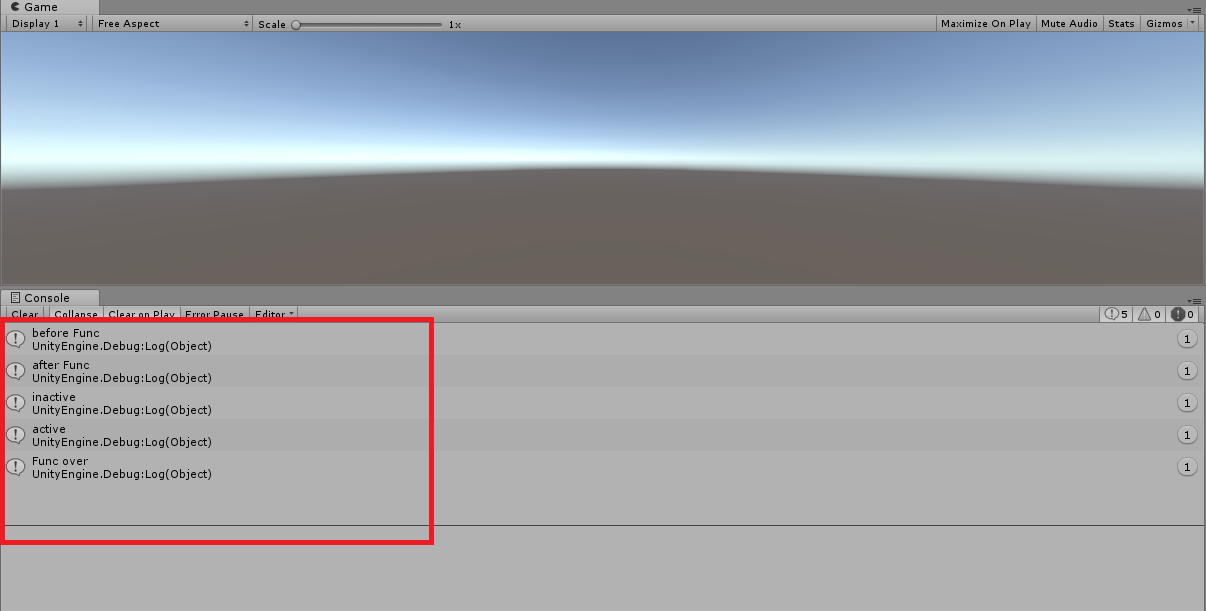 Game
Display 1 Free Aspect Scale 1x Maximize On Play Mute Audio Stats Gizmos
Console
Clear Collapse Clear on Play Error Pause Editor 5 0 0
before Func 1
UnityEngine.Debug:Log(Object)
after Func 1
UnityEngine.Debug:Log(Object)
inactive 1
UnityEngine.Debug:Log(Object)
active 1
UnityEngine.Debug:Log(Object)
Func over 1
UnityEngine.Debug:Log(Object)